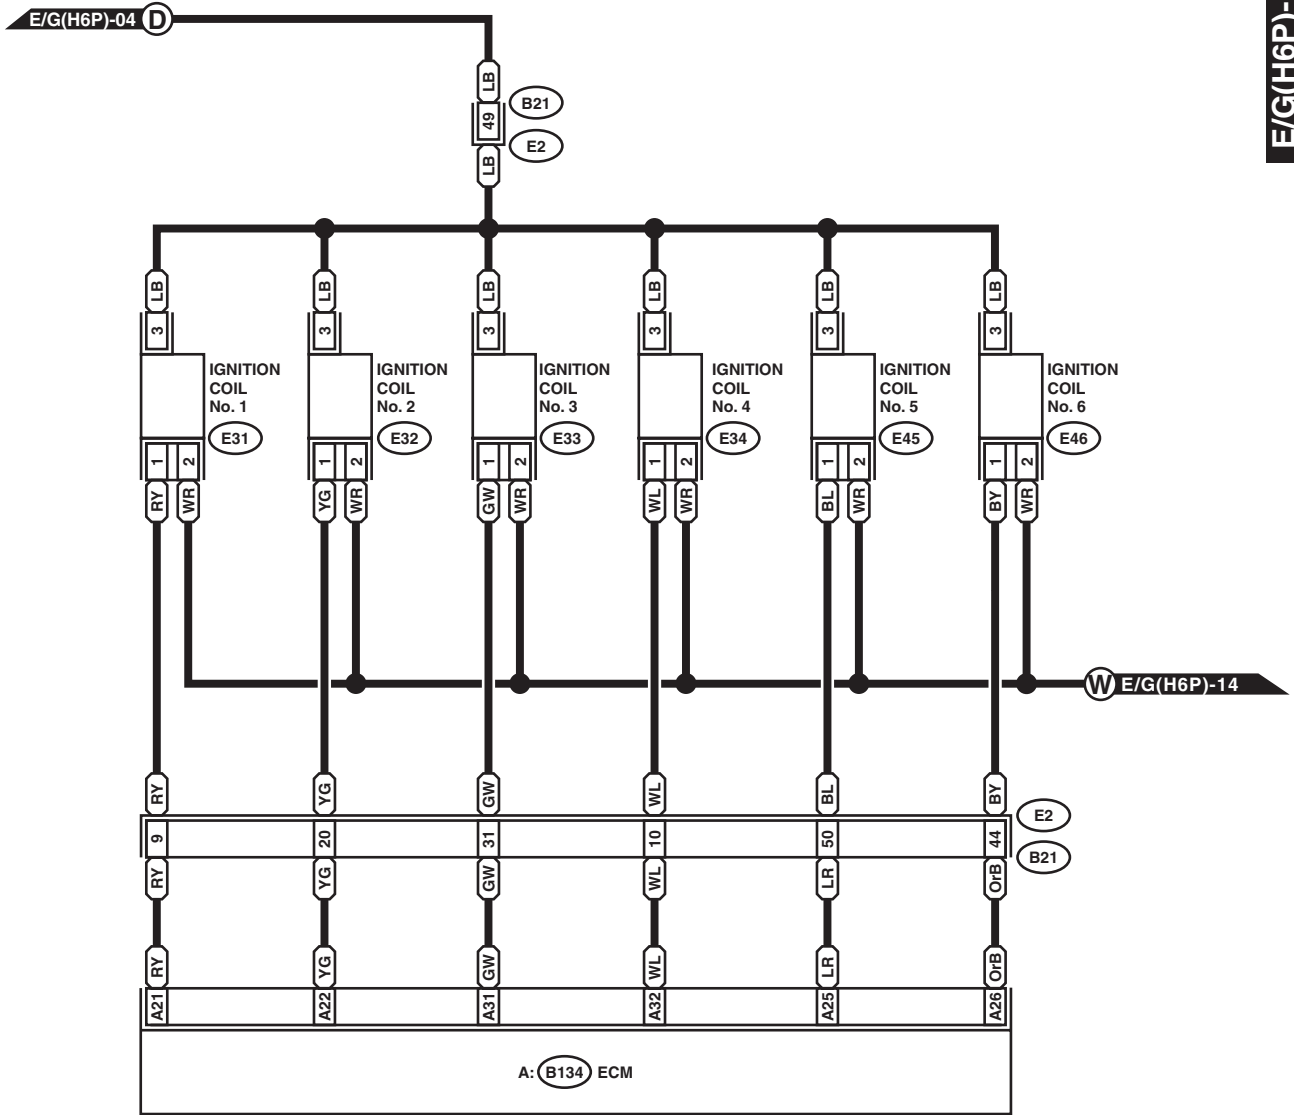 E/G(H6P)-04 D
E/G(H6P)-
LB
49
B21
E2
LB
LB LB LB LB LB LB
3 3 3 3 3 3
IGNITION
COIL
No. 1
E31
IGNITION
COIL
No. 2
E32
IGNITION
COIL
No. 3
E33
IGNITION
COIL
No. 4
E34
IGNITION
COIL
No. 5
E45
IGNITION
COIL
No. 6
E46
1 2 1 2 1 2 1 2 1 2 1 2
RY WR YG WR GW WR WL WR BL WR BY WR
W E/G(H6P)-14
RY YG GW WL BL BY
E2
9 20 31 10 50 44
B21
RY YG GW WL LR OrB
RY YG GW WL LR OrB
A21 A22 A31 A32 A25 A26
A: B134 ECM